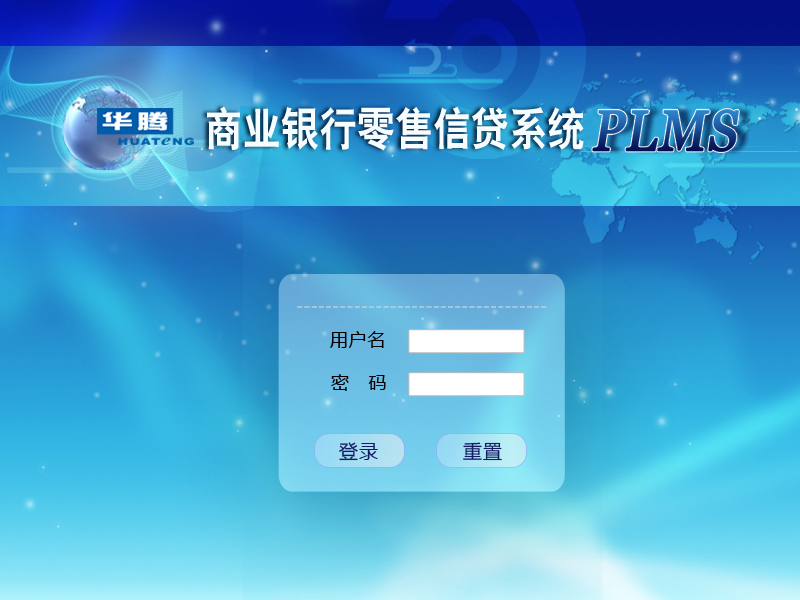 华腾
HUATENG
商业银行零售信贷系统 PLMS
用户名
密 码
登录 重置